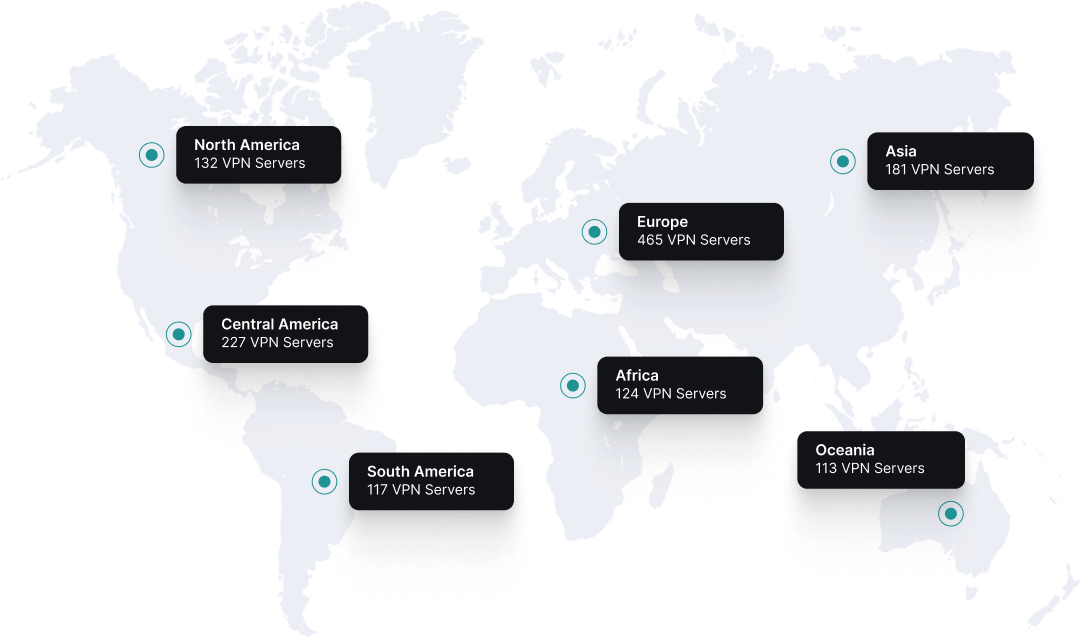 North America
132 VPN Servers
Asia
181 VPN Servers
Europe
465 VPN Servers
Central America
227 VPN Servers
Africa
124 VPN Servers
Oceania
113 VPN Servers
South America
117 VPN Servers